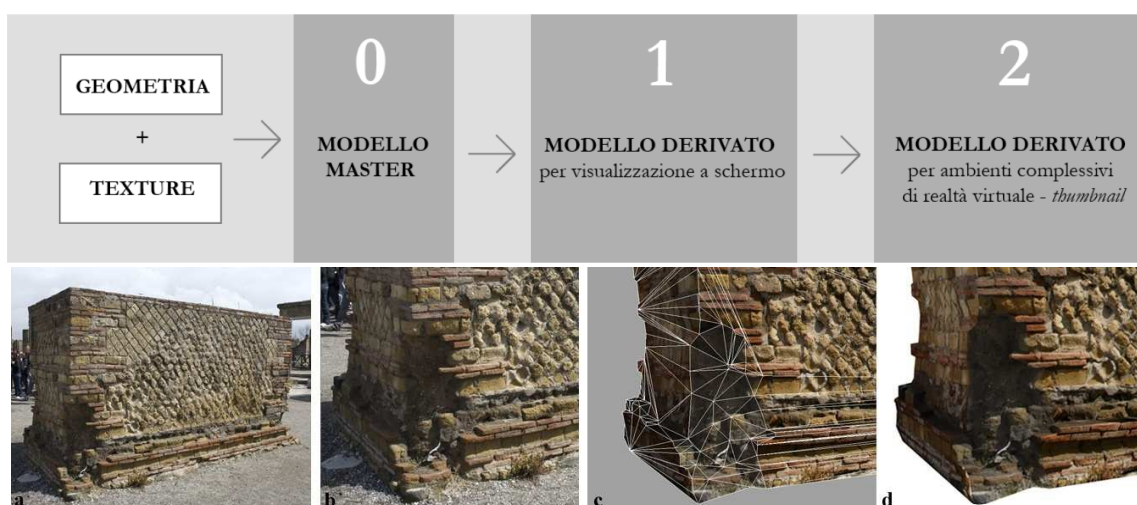 GEOMETRIA
+
TEXTURE
0
MODELLO
MASTER
1
MODELLO DERIVATO
per visualizzazione a schermo
2
MODELLO DERIVATO
per ambienti complessivi
di realtà virtuale - thumbnail
a
b
c
d